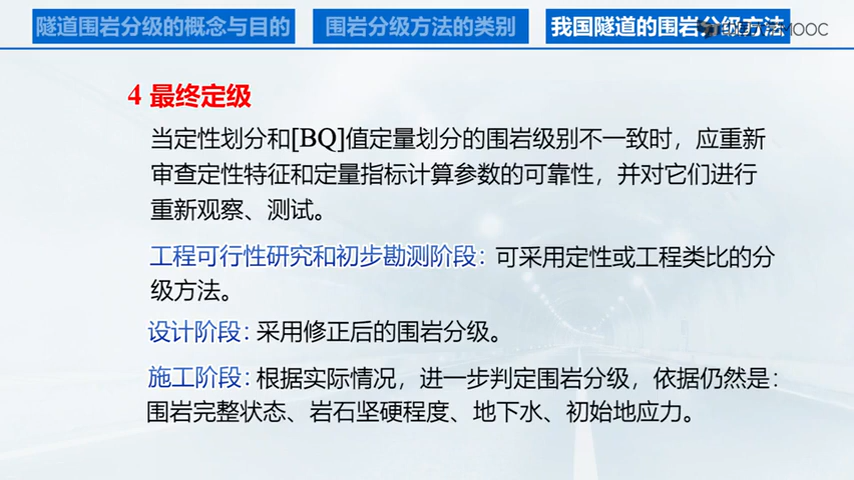 隧道围岩分级的概念与目的
围岩分级方法的类别
我国隧道的围岩分级方法
中国大学MOOC
4 最终定级
当定性划分和[BQ]值定量划分的围岩级别不一致时，应重新
审查定性特征和定量指标计算参数的可靠性，并对它们进行
重新观察、测试。
工程可行性研究和初步勘测阶段：可采用定性或工程类比的分
级方法。
设计阶段：采用修正后的围岩分级。
施工阶段：根据实际情况，进一步判定围岩分级，依据仍然是：
围岩完整状态、岩石坚硬程度、地下水、初始地应力。